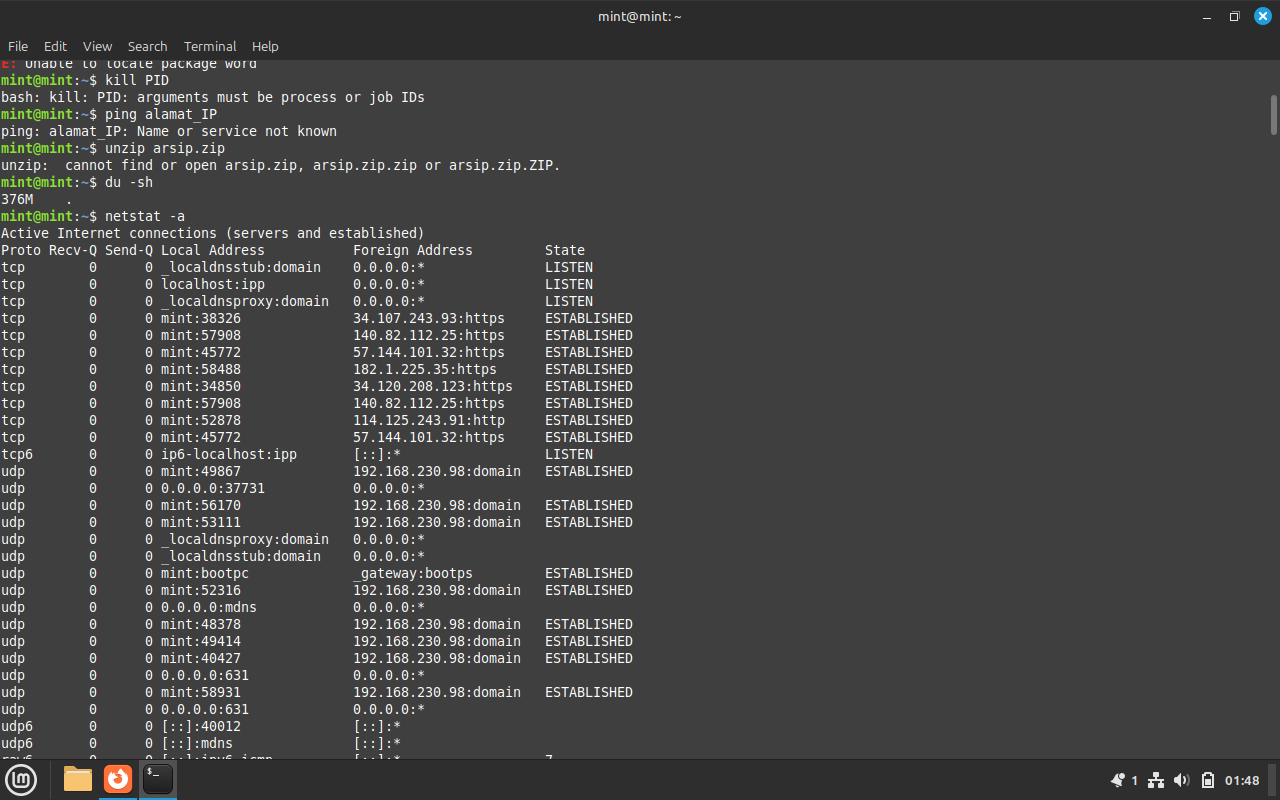 mint@mint: ~
File Edit View Search Terminal Help
E: Unable to locate package word
mint@mint:~$ kill PID
bash: kill: PID: arguments must be process or job IDs
mint@mint:~$ ping alamat_IP
ping: alamat_IP: Name or service not known
mint@mint:~$ unzip arsip.zip
unzip:  cannot find or open arsip.zip, arsip.zip.zip or arsip.zip.ZIP.
mint@mint:~$ du -sh
376M    .
mint@mint:~$ netstat -a
Active Internet connections (servers and established)
Proto Recv-Q Send-Q Local Address           Foreign Address         State
tcp        0      0 _localdnsstub:domain    0.0.0.0:*               LISTEN
tcp        0      0 localhost:ipp           0.0.0.0:*               LISTEN
tcp        0      0 _localdnsproxy:domain   0.0.0.0:*               LISTEN
tcp        0      0 mint:38326              34.107.243.93:https     ESTABLISHED
tcp        0      0 mint:57908              140.82.112.25:https     ESTABLISHED
tcp        0      0 mint:45772              57.144.101.32:https     ESTABLISHED
tcp        0      0 mint:58488              182.1.225.35:https      ESTABLISHED
tcp        0      0 mint:34850              34.120.208.123:https    ESTABLISHED
tcp        0      0 mint:57908              140.82.112.25:https     ESTABLISHED
tcp        0      0 mint:52878              114.125.243.91:http     ESTABLISHED
tcp        0      0 mint:45772              57.144.101.32:https     ESTABLISHED
tcp6       0      0 ip6-localhost:ipp       [::]:*                  LISTEN
udp        0      0 mint:49867              192.168.230.98:domain   ESTABLISHED
udp        0      0 0.0.0.0:37731           0.0.0.0:*
udp        0      0 mint:56170              192.168.230.98:domain   ESTABLISHED
udp        0      0 mint:53111              192.168.230.98:domain   ESTABLISHED
udp        0      0 _localdnsproxy:domain   0.0.0.0:*
udp        0      0 _localdnsstub:domain    0.0.0.0:*
udp        0      0 mint:bootpc             _gateway:bootps         ESTABLISHED
udp        0      0 mint:52316              192.168.230.98:domain   ESTABLISHED
udp        0      0 0.0.0.0:mdns            0.0.0.0:*
udp        0      0 mint:48378              192.168.230.98:domain   ESTABLISHED
udp        0      0 mint:49414              192.168.230.98:domain   ESTABLISHED
udp        0      0 mint:40427              192.168.230.98:domain   ESTABLISHED
udp        0      0 0.0.0.0:631             0.0.0.0:*
udp        0      0 mint:58931              192.168.230.98:domain   ESTABLISHED
udp        0      0 0.0.0.0:631             0.0.0.0:*
udp6       0      0 [::]:40012              [::]:*
udp6       0      0 [::]:mdns               [::]:*
raw6       0      0 [::]:ipv6-icmp          [::]:*                  7
$_
1 01:48